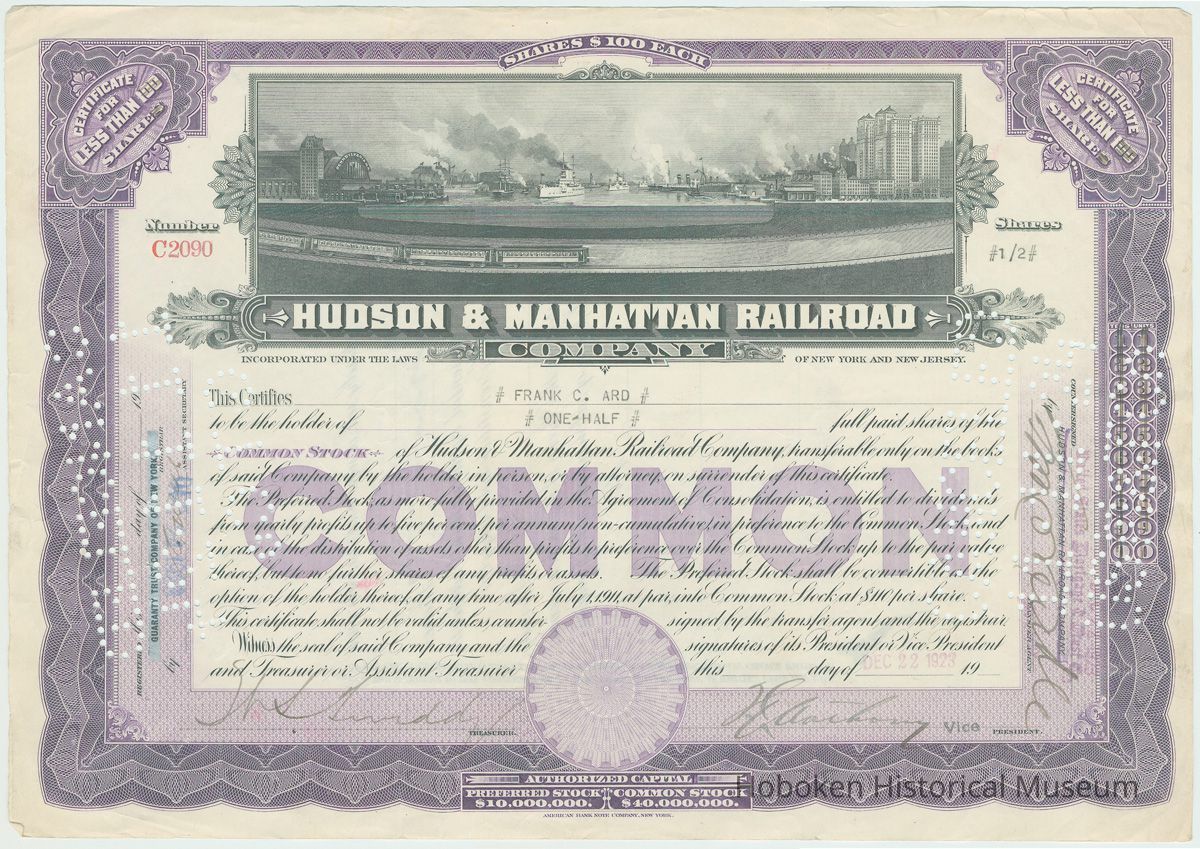 SHARES $100 EACH
CERTIFICATE FOR LESS THAN 100 SHARES
CERTIFICATE FOR LESS THAN 100 SHARES
Number
C2090
Shares
#1/2#
HUDSON & MANHATTAN RAILROAD
COMPANY
INCORPORATED UNDER THE LAWS OF NEW YORK AND NEW JERSEY.
This Certifies # FRANK C. ARD #
to be the holder of # ONE-HALF # full paid shares of the
COMMON STOCK of Hudson & Manhattan Railroad Company, transferable only on the books
of said Company by the holder in person, or by attorney, on surrender of this certificate.
COMMON
The Preferred Stock, as more fully provided in the Agreement of Consolidation, is entitled to dividends
from yearly profits up to five per cent. per annum (non-cumulative), in preference to the Common Stock, and
in case of the distribution of assets other than profits to preference over the Common Stock up to the par value
thereof, but to no further shares of any profits or assets. The Preferred Stock shall be convertible at the
option of the holder thereof, at any time after July 1, 1911, at par, into Common Stock at $110 per share.
This certificate shall not be valid unless counter signed by the transfer agent and the registrar
Witness the seal of said Company and the signatures of its President or Vice President
and Treasurer or Assistant Treasurer this day of DEC 22 1923 19
TREASURER.
Vice PRESIDENT.
REGISTERED
day of
19
GUARANTY TRUST COMPANY OF NEW YORK
by
ASSISTANT SECRETARY
COUNTERSIGNED
AUTHORIZED CAPITAL
PREFERRED STOCK COMMON STOCK
$10,000,000. $40,000,000.
AMERICAN BANK NOTE COMPANY, NEW YORK.
Hoboken Historical Museum